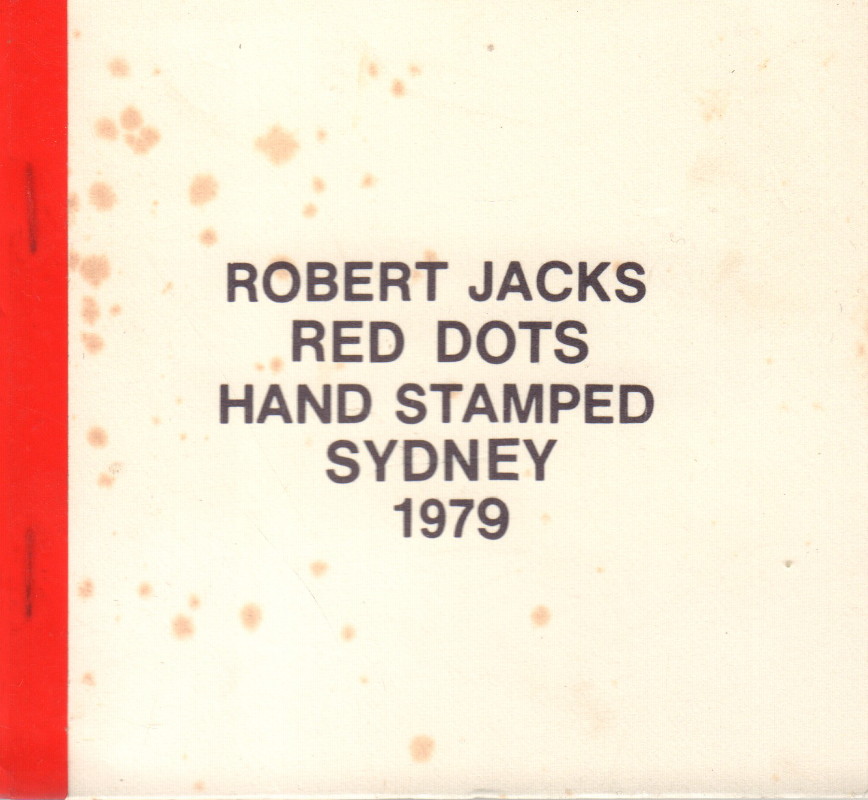 ROBERT JACKS
RED DOTS
HAND STAMPED
SYDNEY
1979